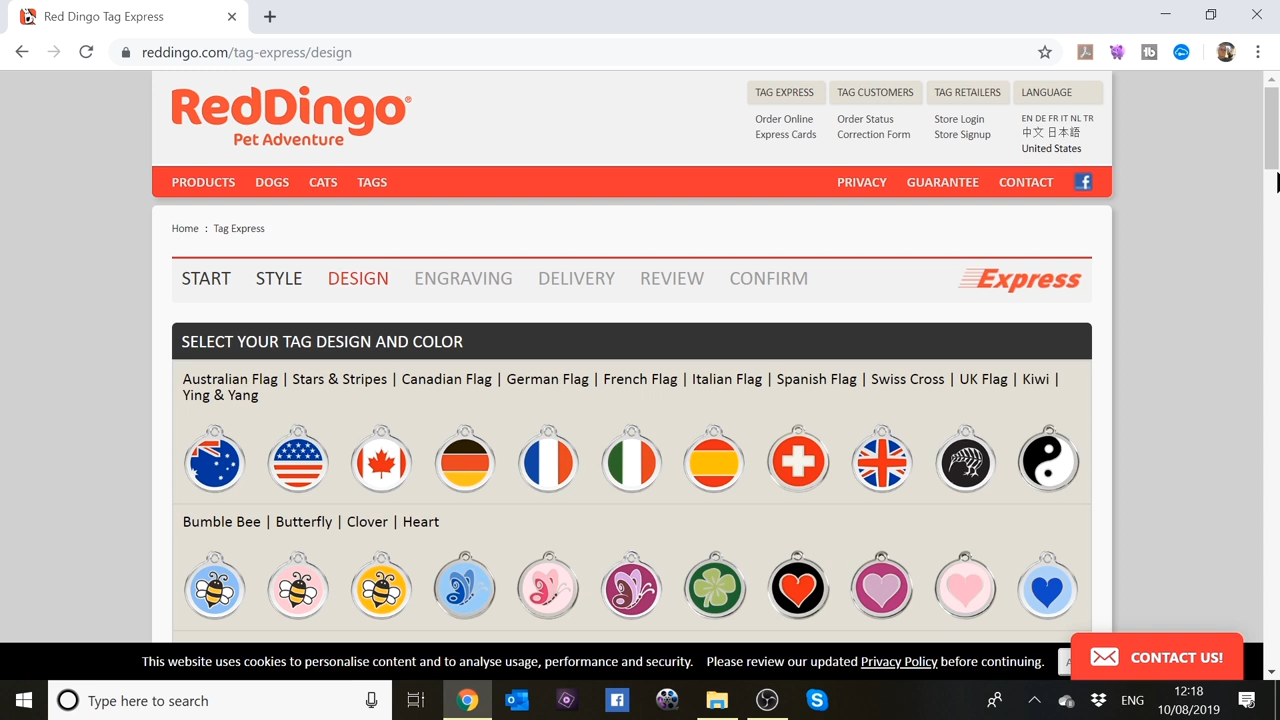 Red Dingo Tag Express
reddingo.com/tag-express/design
RedDingo®
Pet Adventure
TAG EXPRESS
TAG CUSTOMERS
TAG RETAILERS
LANGUAGE
Order Online
Order Status
Store Login
EN DE FR IT NL TR
Express Cards
Correction Form
Store Signup
中文 日本語
United States
PRODUCTS DOGS CATS TAGS
PRIVACY GUARANTEE CONTACT
Home : Tag Express
START STYLE DESIGN ENGRAVING DELIVERY REVIEW CONFIRM
Express
SELECT YOUR TAG DESIGN AND COLOR
Australian Flag | Stars & Stripes | Canadian Flag | German Flag | French Flag | Italian Flag | Spanish Flag | Swiss Cross | UK Flag | Kiwi |
Ying & Yang
Bumble Bee | Butterfly | Clover | Heart
This website uses cookies to personalise content and to analyse usage, performance and security. Please review our updated Privacy Policy before continuing.
CONTACT US!
Type here to search
ENG
12:18
10/08/2019